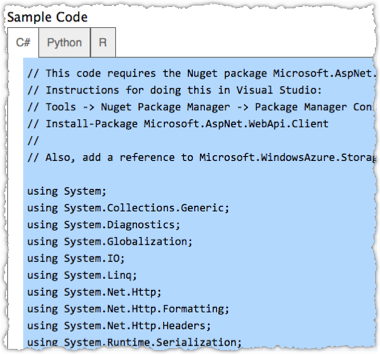 Sample Code
C# Python R
// This code requires the Nuget package Microsoft.AspNet.
// Instructions for doing this in Visual Studio:
// Tools -> Nuget Package Manager -> Package Manager Con
// Install-Package Microsoft.AspNet.WebApi.Client
//
// Also, add a reference to Microsoft.WindowsAzure.Storag
using System;
using System.Collections.Generic;
using System.Diagnostics;
using System.Globalization;
using System.IO;
using System.Linq;
using System.Net.Http;
using System.Net.Http.Formatting;
using System.Net.Http.Headers;
using System.Runtime.Serialization;